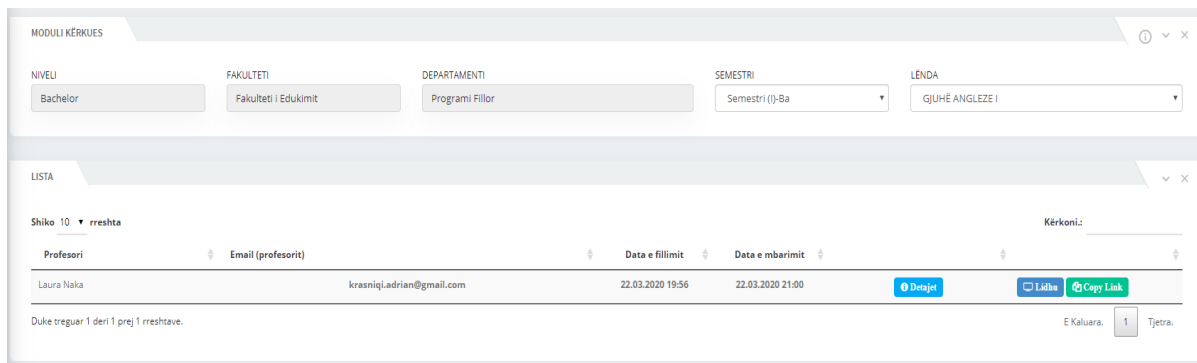 MODULI KËRKUES
NIVELI FAKULTETI DEPARTAMENTI SEMESTRI LËNDA
Bachelor Fakulteti i Edukimit Programi Fillor Semestri (I)-Ba GJUHË ANGLEZE I
LISTA
Shiko 10 rreshta Kërkoni.:
Profesori Email (profesorit) Data e fillimit Data e mbarimit
Laura Naka krasniqi.adrian@gmail.com 22.03.2020 19:56 22.03.2020 21:00 Detajet Lidhu Copy Link
Duke treguar 1 deri 1 prej 1 rreshtave. E Kaluara. 1 Tjetra.